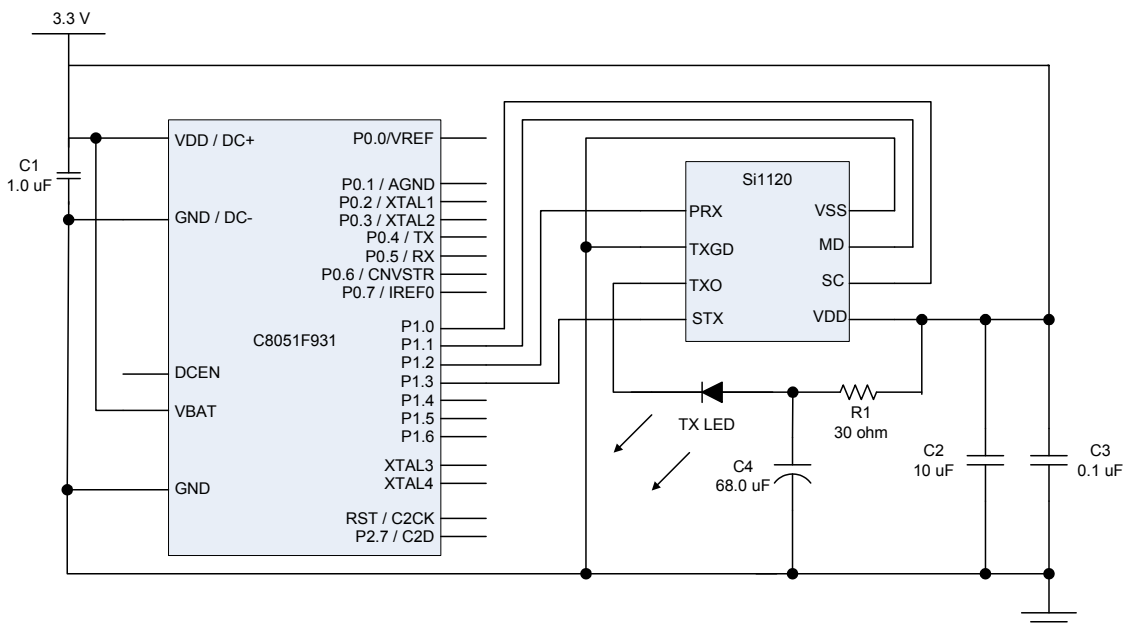 3.3 V
C1
1.0 uF
VDD / DC+
GND / DC-
DCEN
VBAT
GND
C8051F931
P0.0/VREF
P0.1 / AGND
P0.2 / XTAL1
P0.3 / XTAL2
P0.4 / TX
P0.5 / RX
P0.6 / CNVSTR
P0.7 / IREF0
P1.0
P1.1
P1.2
P1.3
P1.4
P1.5
P1.6
XTAL3
XTAL4
RST / C2CK
P2.7 / C2D
Si1120
PRX
TXGD
TXO
STX
VSS
MD
SC
VDD
TX LED
R1
30 ohm
C4
68.0 uF
C2
10 uF
C3
0.1 uF